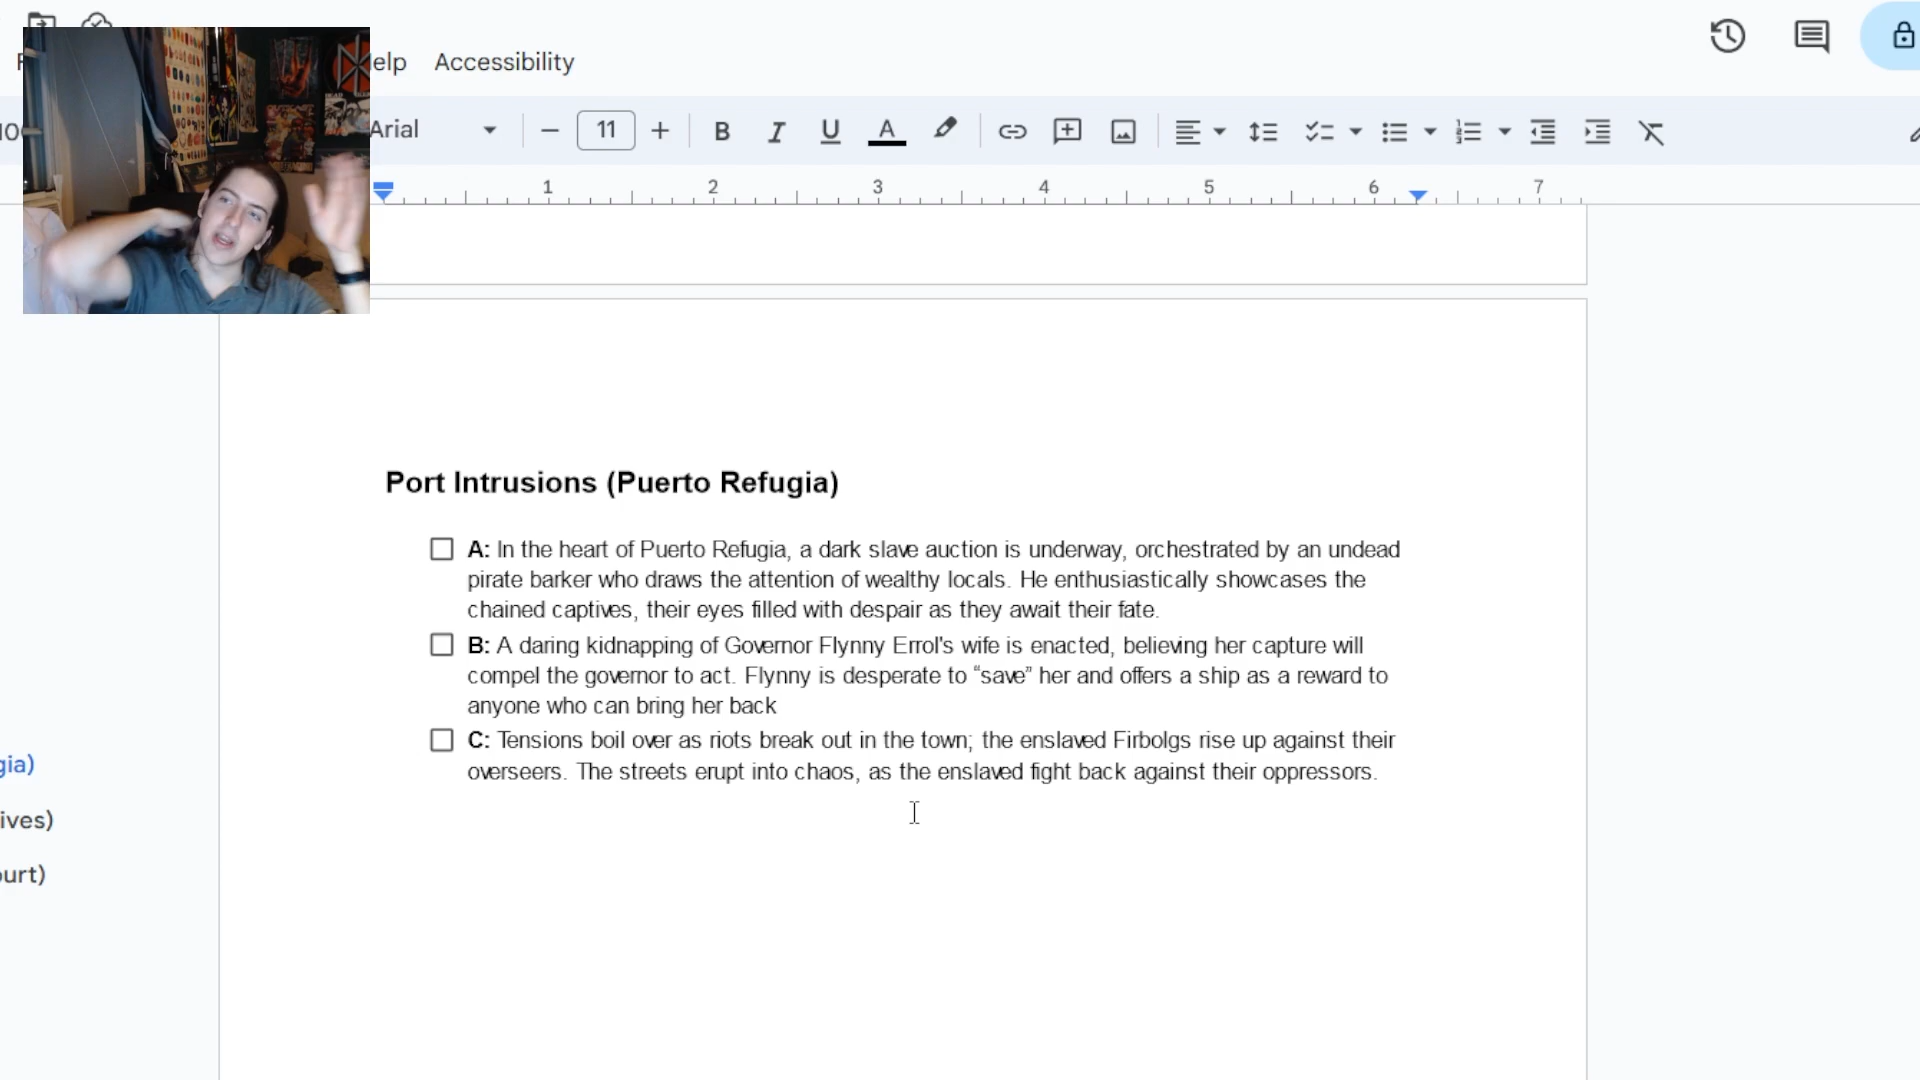 elp Accessibility
Arial 11 B I U A
1 2 3 4 5 6 7
Port Intrusions (Puerto Refugia)
A: In the heart of Puerto Refugia, a dark slave auction is underway, orchestrated by an undead
pirate barker who draws the attention of wealthy locals. He enthusiastically showcases the
chained captives, their eyes filled with despair as they await their fate.
B: A daring kidnapping of Governor Flynny Errol's wife is enacted, believing her capture will
compel the governor to act. Flynny is desperate to “save” her and offers a ship as a reward to
anyone who can bring her back
C: Tensions boil over as riots break out in the town; the enslaved Firbolgs rise up against their
overseers. The streets erupt into chaos, as the enslaved fight back against their oppressors.
gia)
ives)
ourt)